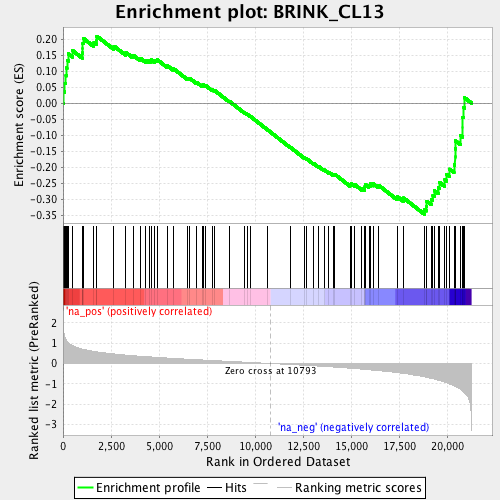 Enrichment plot: BRINK_CL13
Enrichment score (ES)
0.20
0.15
0.10
0.05
0.00
-0.05
-0.10
-0.15
-0.20
-0.25
-0.30
-0.35
'na_pos' (positively correlated)
Ranked list metric (PreRanked)
2
1
0
-1
-2
-3
Zero cross at 10793
'na_neg' (negatively correlated)
0
2,500
5,000
7,500
10,000
12,500
15,000
17,500
20,000
Rank in Ordered Dataset
Enrichment profile
Hits
Ranking metric scores